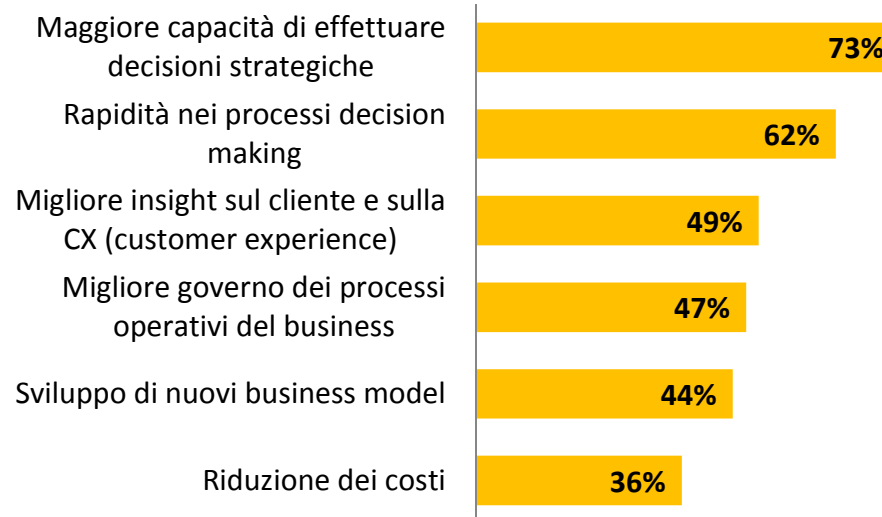 Maggiore capacità di effettuare
decisioni strategiche
73%
Rapidità nei processi decision
making
62%
Migliore insight sul cliente e sulla
CX (customer experience)
49%
Migliore governo dei processi
operativi del business
47%
Sviluppo di nuovi business model
44%
Riduzione dei costi
36%